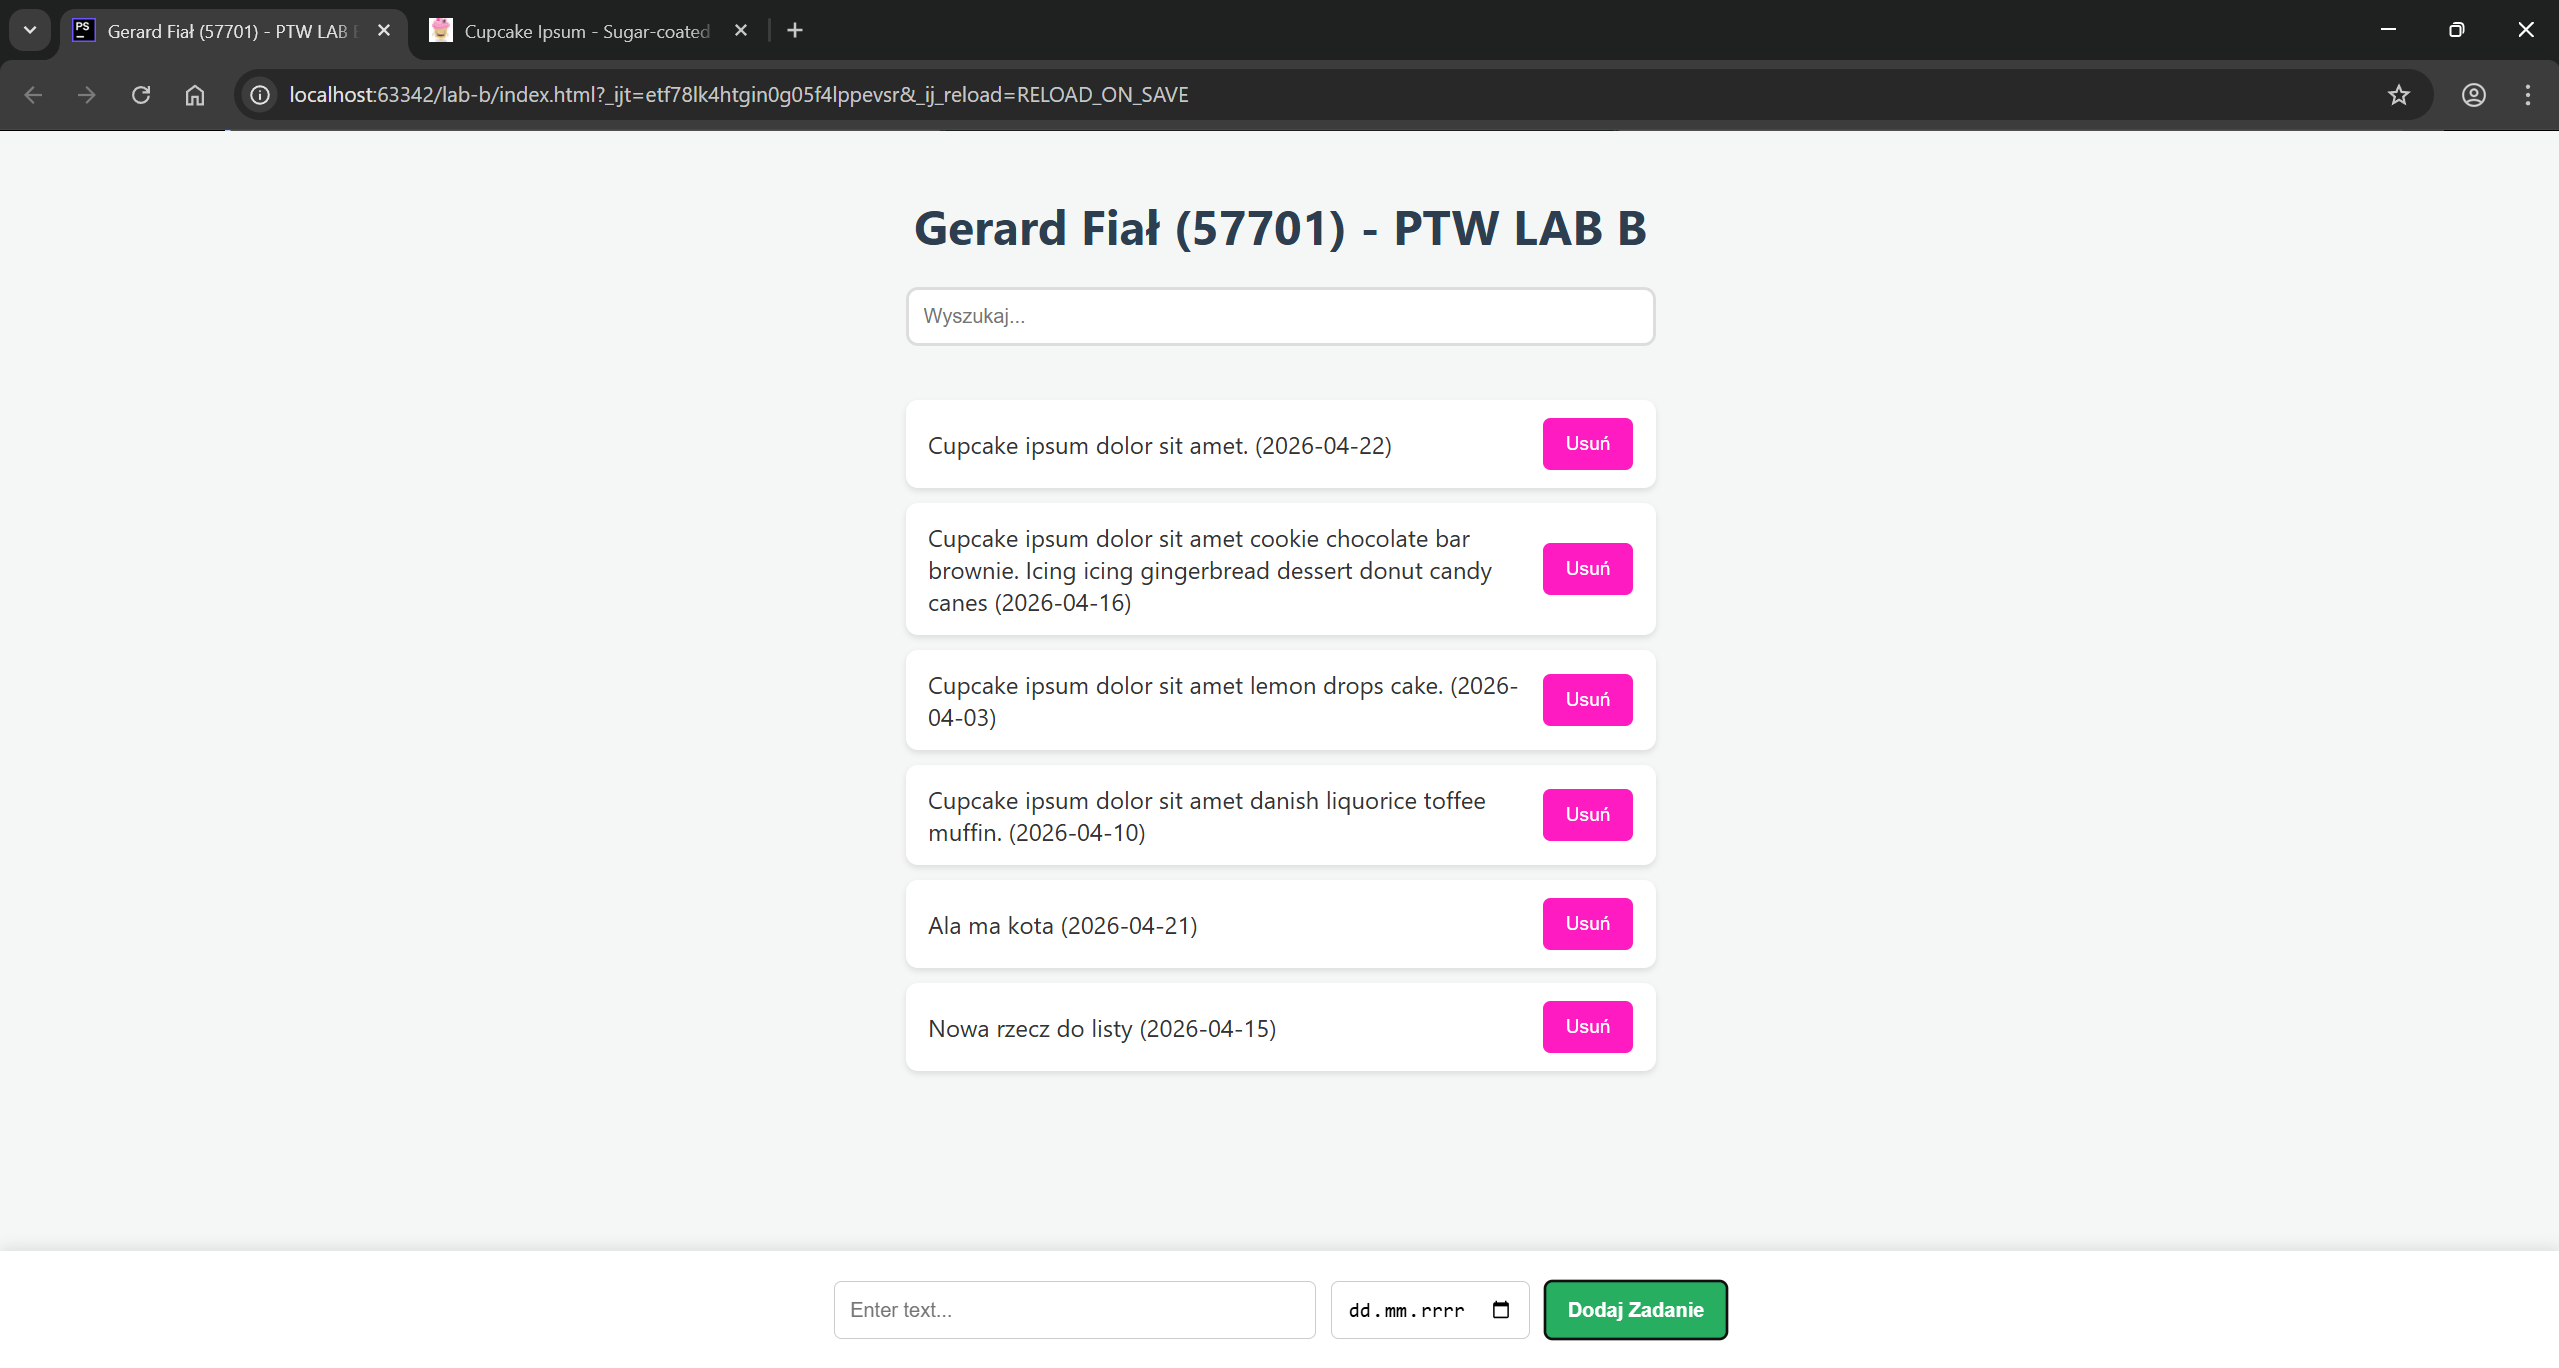 PS
Gerard Fiał (57701) - PTW LAB
Cupcake Ipsum - Sugar-coated
localhost:63342/lab-b/index.html?_ijt=etf78lk4htgin0g05f4lppevsr&_ij_reload=RELOAD_ON_SAVE
Gerard Fiał (57701) - PTW LAB B
Wyszukaj...
Cupcake ipsum dolor sit amet. (2026-04-22)
Usuń
Cupcake ipsum dolor sit amet cookie chocolate bar
brownie. Icing icing gingerbread dessert donut candy
canes (2026-04-16)
Usuń
Cupcake ipsum dolor sit amet lemon drops cake. (2026-
04-03)
Usuń
Cupcake ipsum dolor sit amet danish liquorice toffee
muffin. (2026-04-10)
Usuń
Ala ma kota (2026-04-21)
Usuń
Nowa rzecz do listy (2026-04-15)
Usuń
Enter text...
dd.mm.rrrr
Dodaj Zadanie